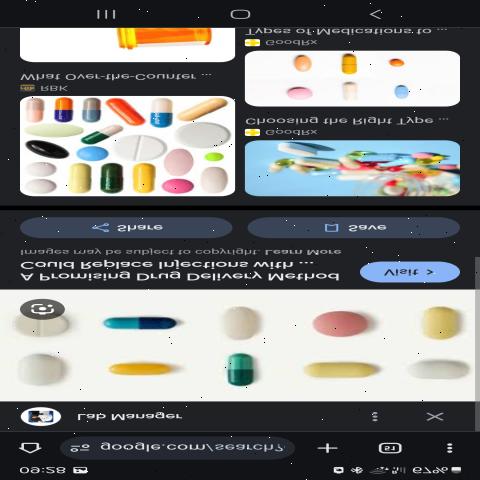 09:28
67%
google.com/search?
51
Lab Manager
A Promising Drug Delivery Method
Could Replace Injections with ...
Visit >
Images may be subject to copyright. Learn More
Share
Save
GoodRx
Choosing the Right Type ...
RBK
What Over-the-Counter ...
GoodRx
Types of Medications to ...